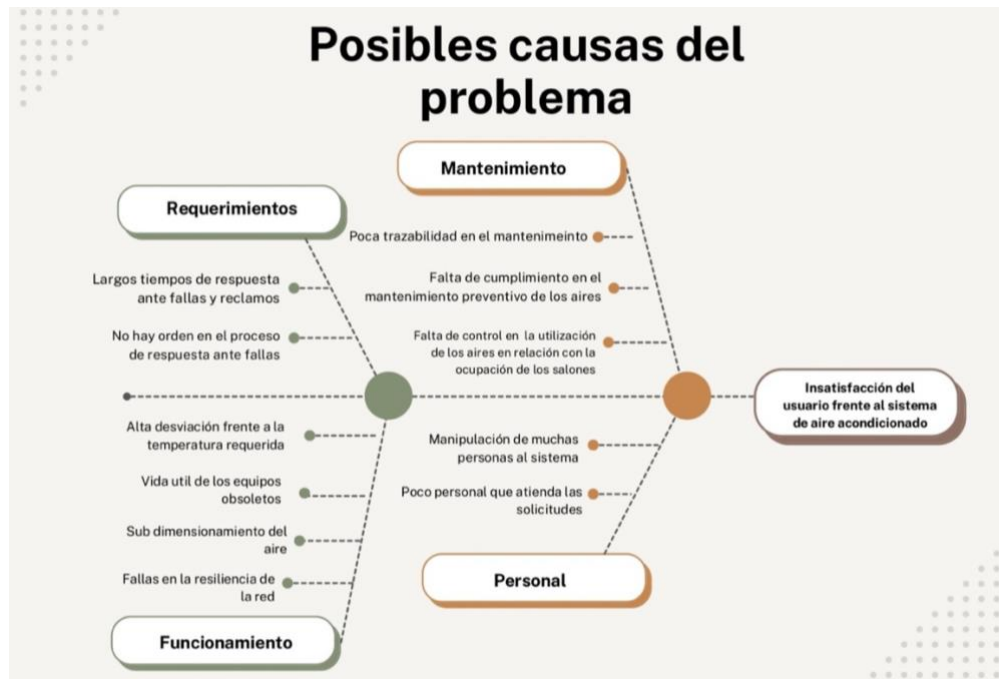 Posibles causas del
problema
Mantenimiento
Requerimientos
Poca trazabilidad en el mantenimeinto
Largos tiempos de respuesta
ante fallas y reclamos
Falta de cumplimiento en el
mantenimiento preventivo de los aires
No hay orden en el proceso
de respuesta ante fallas
Falta de control en la utilización
de los aires en relación con la
ocupación de los salones
Insatisfacción del
usuario frente al sistema
de aire acondicionado
Alta desviación frente a la
temperatura requerida
Manipulación de muchas
personas al sistema
Vida util de los equipos
obsoletos
Poco personal que atienda las
solicitudes
Sub dimensionamiento del
aire
Fallas en la resiliencia de
la red
Personal
Funcionamiento